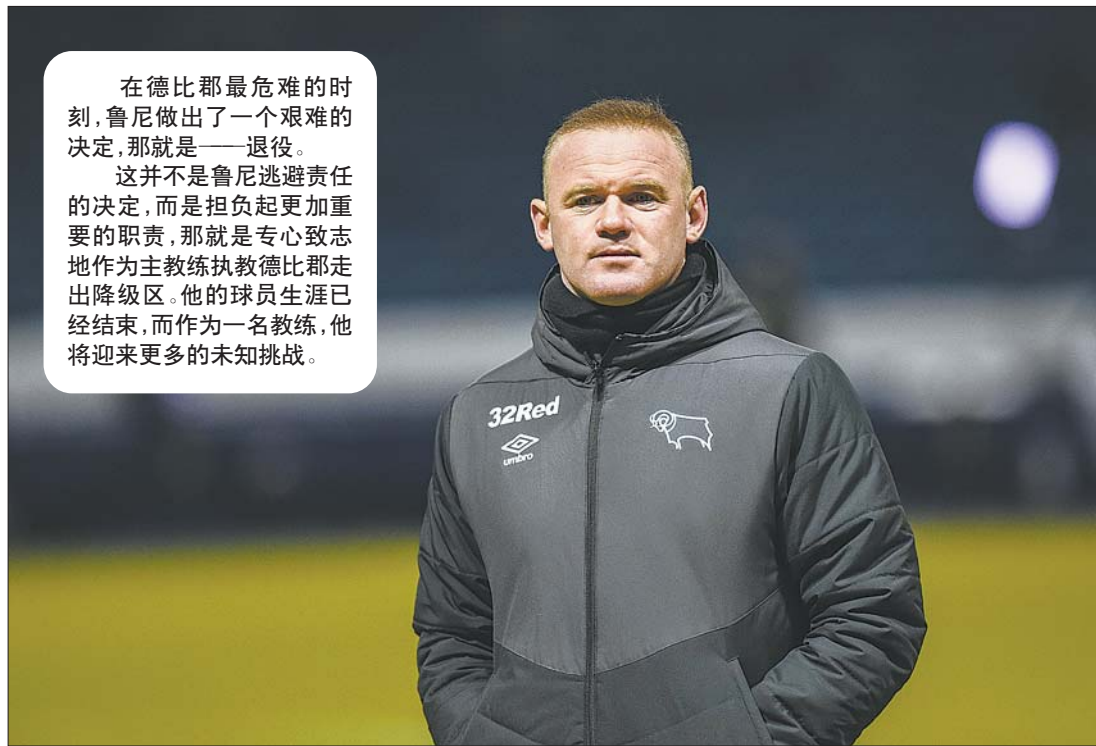 在德比郡最危难的时
刻,鲁尼做出了一个艰难的
决定,那就是——退役。
这并不是鲁尼逃避责任
的决定,而是担负起更加重
要的职责,那就是专心致志
地作为主教练执教德比郡走
出降级区。他的球员生涯已
经结束,而作为一名教练,他
将迎来更多的未知挑战。
32Red
umbro